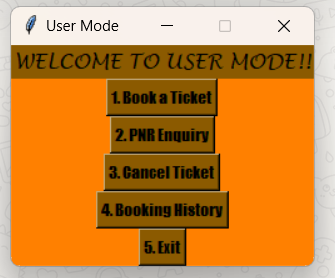 User Mode
WELCOME TO USER MODE!!
1. Book a Ticket
2. PNR Enquiry
3. Cancel Ticket
4. Booking History
5. Exit